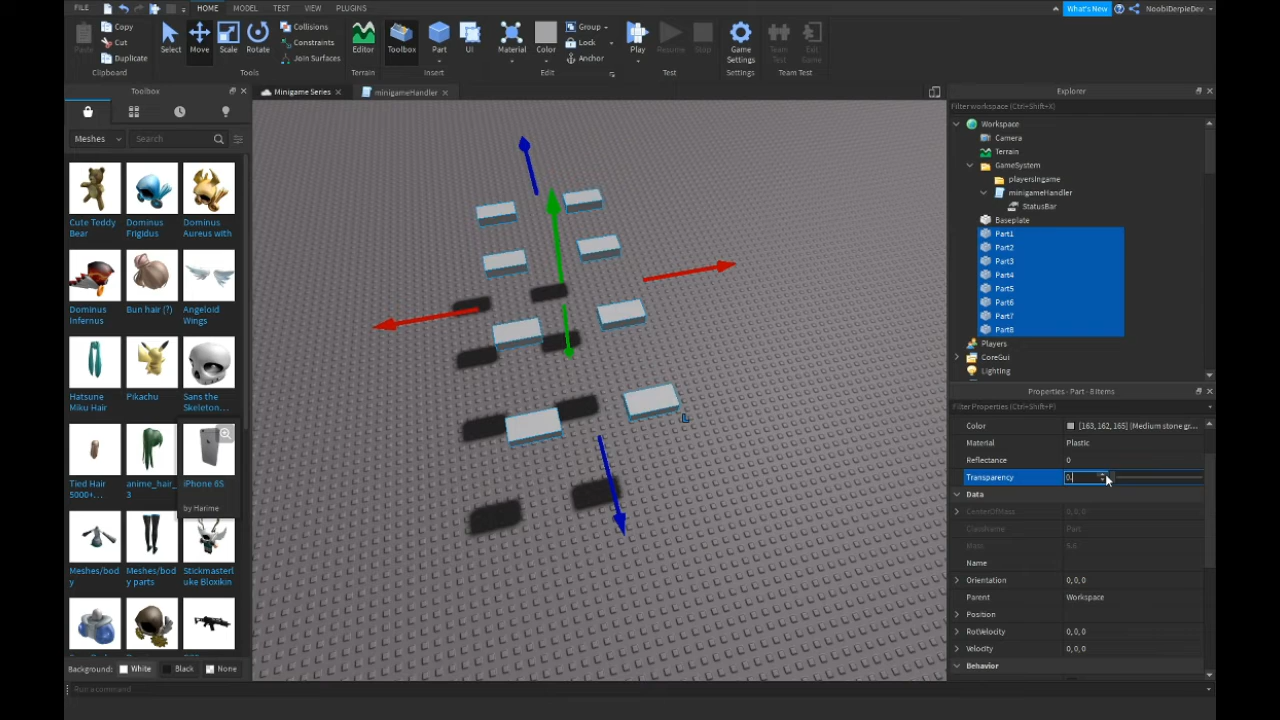 FILE HOME MODEL TEST VIEW PLUGINS What's New NoobiDerpieDev
Paste Copy Cut Duplicate Select Move Scale Rotate Collisions Constraints Join Surfaces Editor Toolbox Part UI Material Color Group Lock Anchor Play Resume Stop Game Settings Team Test Exit Game
Clipboard Tools Terrain Insert Edit Test Settings Team Test
Toolbox
Meshes Search
Cute Teddy Bear
Dominus Frigidus
Dominus Aureus with
Dominus Infernus
Bun hair (?)
Angeloid Wings
Hatsune Miku Hair
Pikachu
Sans the Skeleton...
Tied Hair 5000+...
anime_hair_3
iPhone 6S
by Harime
Meshes/body
Meshes/body parts
Stickmasterluke Bloxikin
Background: White Black None
Run a command
Minigame Series x minigameHandler x
L
Explorer
Filter workspace (Ctrl+Shift+X)
Workspace
Camera
Terrain
GameSystem
playersIngame
minigameHandler
StatusBar
Baseplate
Part1
Part2
Part3
Part4
Part5
Part6
Part7
Part8
Players
CoreGui
Lighting
Properties - Part - 8 Items
Filter Properties (Ctrl+Shift+P)
Color [163, 162, 165] (Medium stone gr...
Material Plastic
Reflectance 0
Transparency 0.
Data
CenterOfMass 0, 0, 0
ClassName Part
Mass 5.6
Name
Orientation 0, 0, 0
Parent Workspace
Position
RotVelocity 0, 0, 0
Velocity 0, 0, 0
Behavior